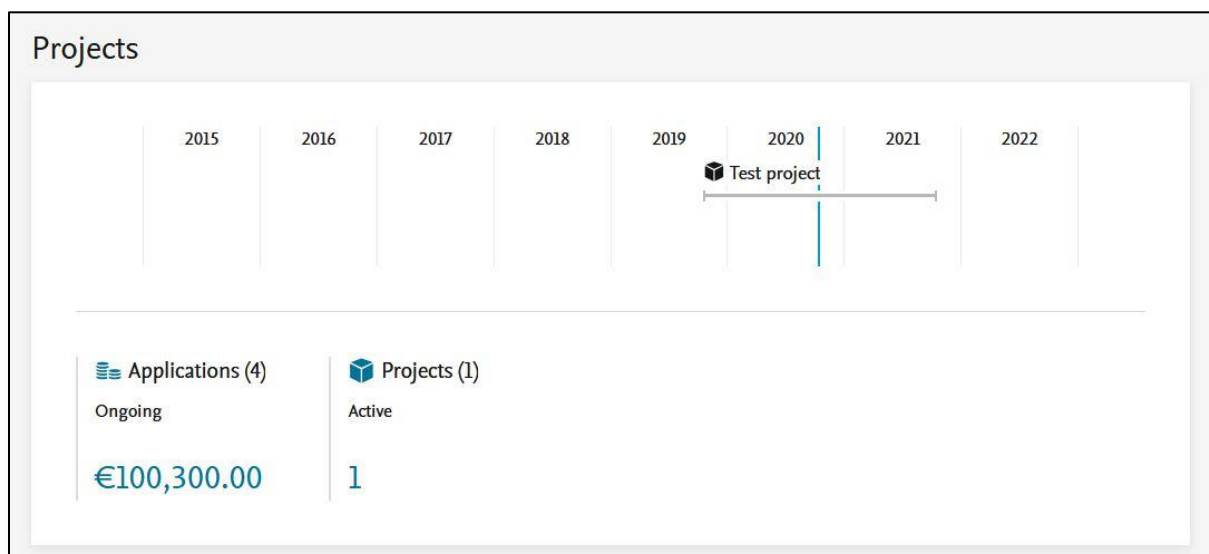 Projects
2015 2016 2017 2018 2019 2020 2021 2022
Test project
Applications (4) Projects (1)
Ongoing Active
€100,300.00 1